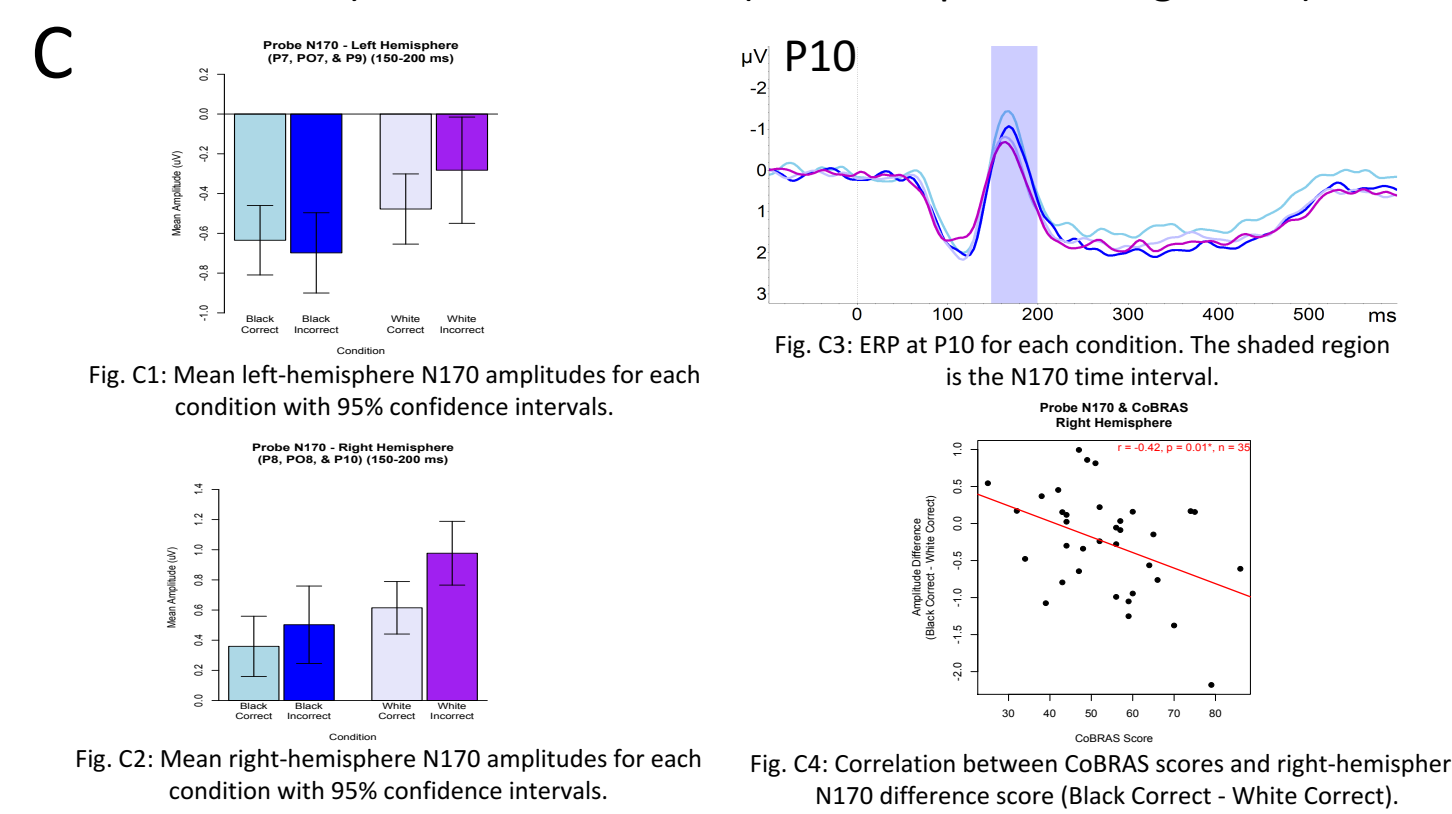 C
Probe N170 - Left Hemisphere
(P7, PO7, & P9) (150-200 ms)
Mean Amplitude (uV)
0.2
0.0
-0.2
-0.4
-0.6
-0.8
-1.0
Black Correct
Black Incorrect
White Correct
White Incorrect
Condition
Fig. C1: Mean left-hemisphere N170 amplitudes for each
condition with 95% confidence intervals.
Probe N170 - Right Hemisphere
(P8, PO8, & P10) (150-200 ms)
Mean Amplitude (uV)
1.4
1.2
1.0
0.8
0.6
0.4
0.2
0.0
Black Correct
Black Incorrect
White Correct
White Incorrect
Condition
Fig. C2: Mean right-hemisphere N170 amplitudes for each
condition with 95% confidence intervals.
µV
P10
-2
-1
0
1
2
3
0 100 200 300 400 500 ms
Fig. C3: ERP at P10 for each condition. The shaded region
is the N170 time interval.
Probe N170 & CoBRAS
Right Hemisphere
r = -0.42, p = 0.01*, n = 35
Amplitude Difference
(Black Correct - White Correct)
1.0
0.5
0.0
-0.5
-1.0
-1.5
-2.0
30 40 50 60 70 80
CoBRAS Score
Fig. C4: Correlation between CoBRAS scores and right-hemispher
N170 difference score (Black Correct - White Correct).